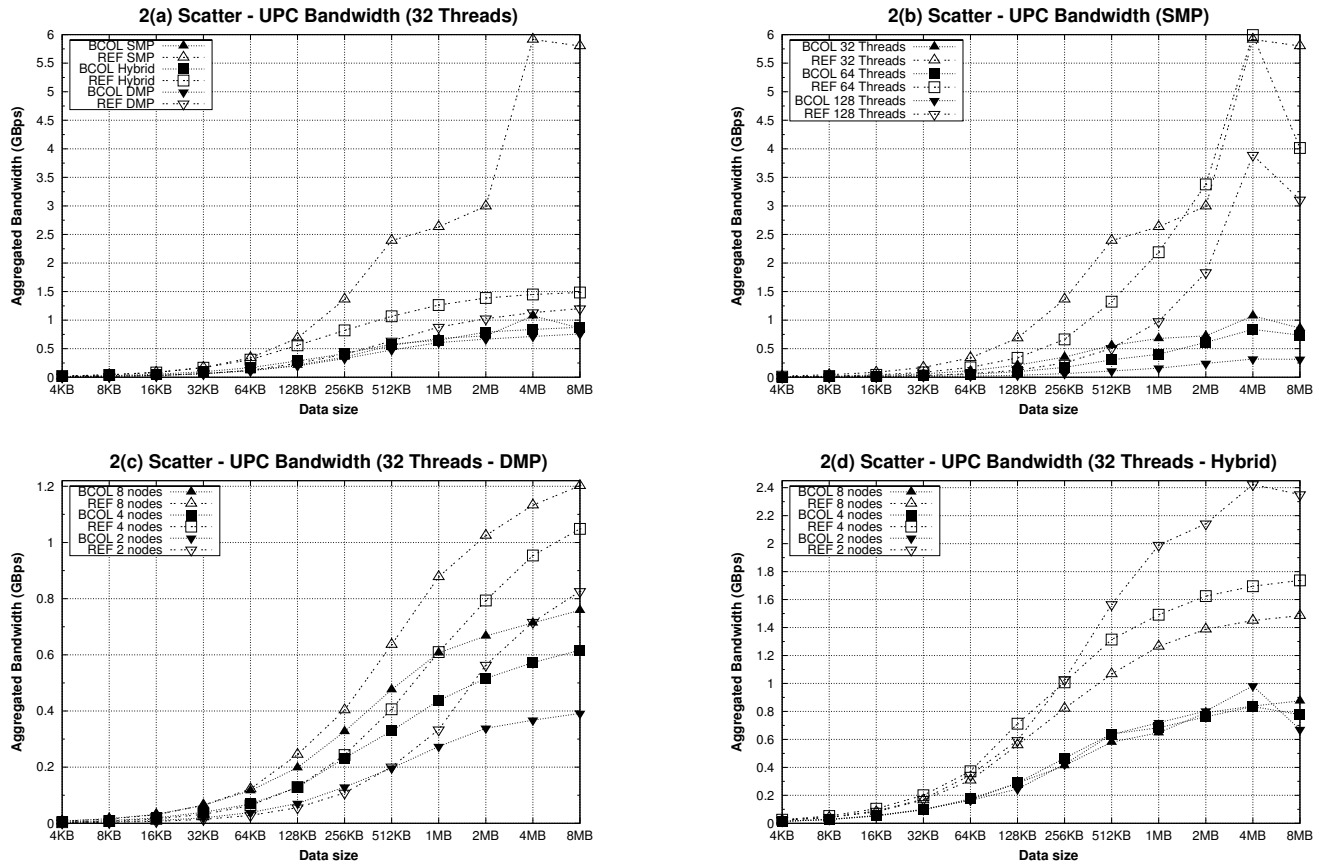 2(a) Scatter - UPC Bandwidth (32 Threads)
Aggregated Bandwidth (GBps)
6
5.5
5
4.5
4
3.5
3
2.5
2
1.5
1
0.5
0
BCOL SMP
REF SMP
BCOL Hybrid
REF Hybrid
BCOL DMP
REF DMP
4KB 8KB 16KB 32KB 64KB 128KB 256KB 512KB 1MB 2MB 4MB 8MB
Data size
2(b) Scatter - UPC Bandwidth (SMP)
Aggregated Bandwidth (GBps)
6
5.5
5
4.5
4
3.5
3
2.5
2
1.5
1
0.5
0
BCOL 32 Threads
REF 32 Threads
BCOL 64 Threads
REF 64 Threads
BCOL 128 Threads
REF 128 Threads
4KB 8KB 16KB 32KB 64KB 128KB 256KB 512KB 1MB 2MB 4MB 8MB
Data size
2(c) Scatter - UPC Bandwidth (32 Threads - DMP)
Aggregated Bandwidth (GBps)
1.2
1
0.8
0.6
0.4
0.2
0
BCOL 8 nodes
REF 8 nodes
BCOL 4 nodes
REF 4 nodes
BCOL 2 nodes
REF 2 nodes
4KB 8KB 16KB 32KB 64KB 128KB 256KB 512KB 1MB 2MB 4MB 8MB
Data size
2(d) Scatter - UPC Bandwidth (32 Threads - Hybrid)
Aggregated Bandwidth (GBps)
2.4
2.2
2
1.8
1.6
1.4
1.2
1
0.8
0.6
0.4
0.2
0
BCOL 8 nodes
REF 8 nodes
BCOL 4 nodes
REF 4 nodes
BCOL 2 nodes
REF 2 nodes
4KB 8KB 16KB 32KB 64KB 128KB 256KB 512KB 1MB 2MB 4MB 8MB
Data size